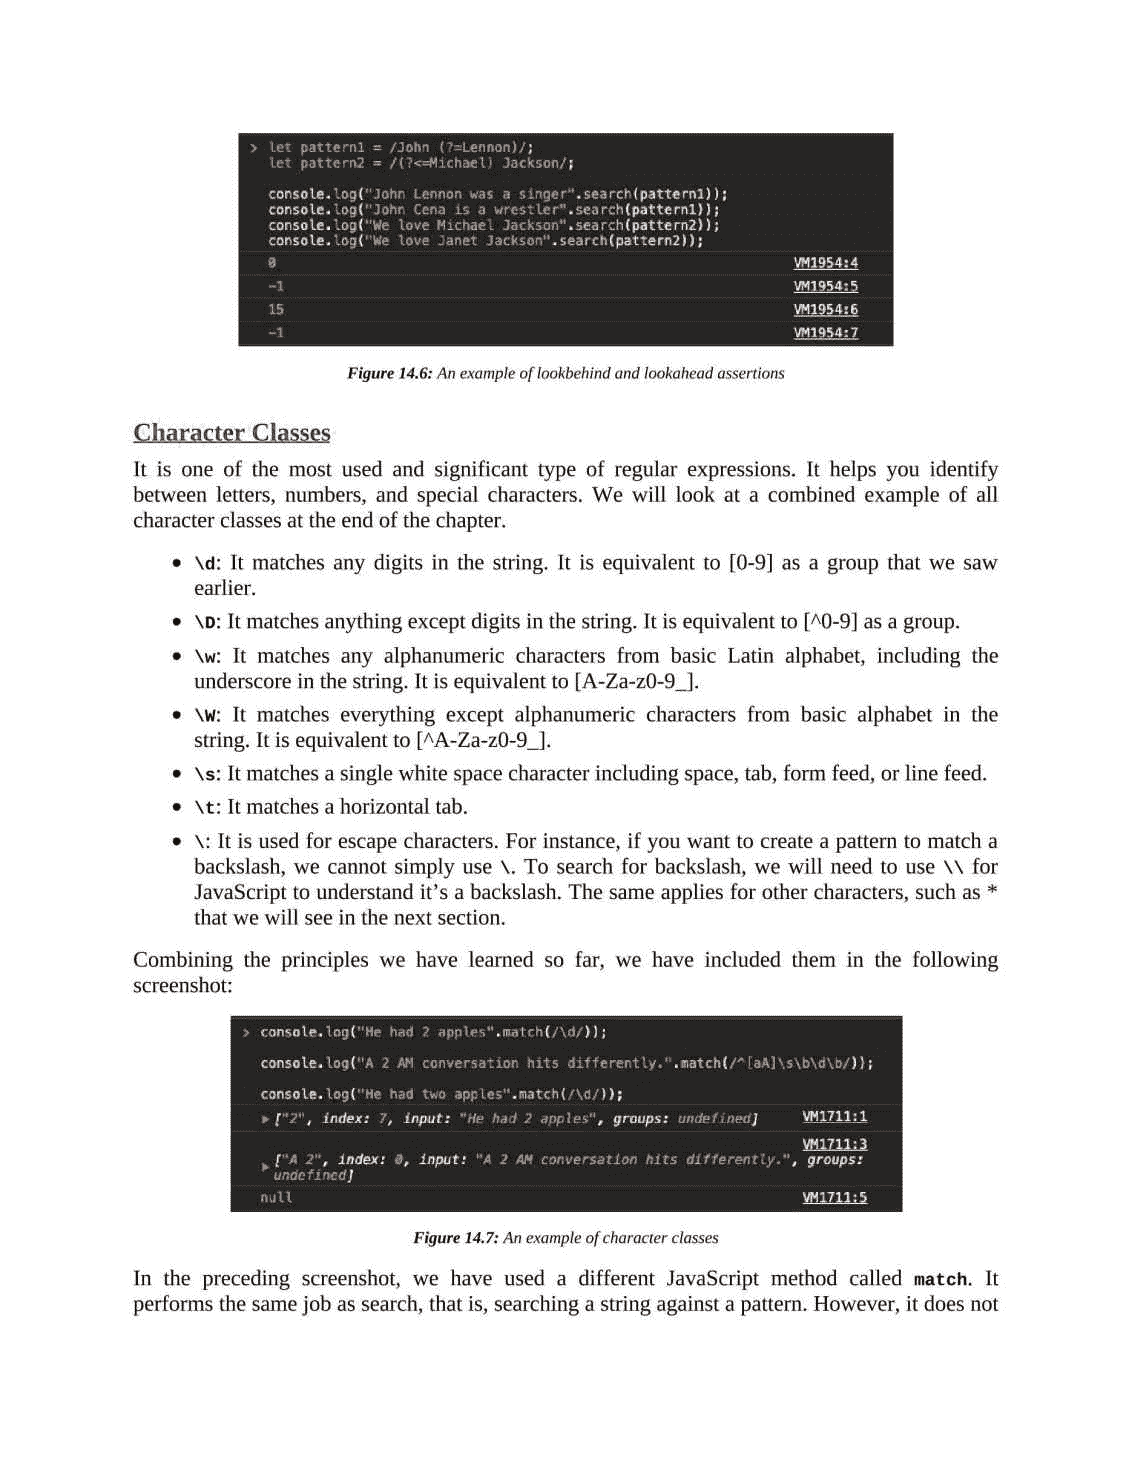 > let pattern1 = /John (?=Lennon)/;
let pattern2 = /(?<=Michael) Jackson/;
console.log("John Lennon was a singer".search(pattern1));
console.log("John Cena is a wrestler".search(pattern1));
console.log("We love Michael Jackson".search(pattern2));
console.log("We love Janet Jackson".search(pattern2));
0 VM1954:4
-1 VM1954:5
15 VM1954:6
-1 VM1954:7
Figure 14.6: An example of lookbehind and lookahead assertions
Character Classes
It is one of the most used and significant type of regular expressions. It helps you identify
between letters, numbers, and special characters. We will look at a combined example of all
character classes at the end of the chapter.
• \d: It matches any digits in the string. It is equivalent to [0-9] as a group that we saw
earlier.
• \D: It matches anything except digits in the string. It is equivalent to [^0-9] as a group.
• \w: It matches any alphanumeric characters from basic Latin alphabet, including the
underscore in the string. It is equivalent to [A-Za-z0-9_].
• \W: It matches everything except alphanumeric characters from basic alphabet in the
string. It is equivalent to [^A-Za-z0-9_].
• \s: It matches a single white space character including space, tab, form feed, or line feed.
• \t: It matches a horizontal tab.
• \: It is used for escape characters. For instance, if you want to create a pattern to match a
backslash, we cannot simply use \. To search for backslash, we will need to use \\ for
JavaScript to understand it’s a backslash. The same applies for other characters, such as *
that we will see in the next section.
Combining the principles we have learned so far, we have included them in the following
screenshot:
> console.log("He had 2 apples".match(/\d/));
console.log("A 2 AM conversation hits differently.".match(/^[aA]\s\b\d\b/));
console.log("He had two apples".match(/\d/));
▶ ["2", index: 7, input: "He had 2 apples", groups: undefined] VM1711:1
VM1711:3
▶ ["A 2", index: 0, input: "A 2 AM conversation hits differently.", groups:
undefined]
null VM1711:5
Figure 14.7: An example of character classes
In the preceding screenshot, we have used a different JavaScript method called match. It
performs the same job as search, that is, searching a string against a pattern. However, it does not